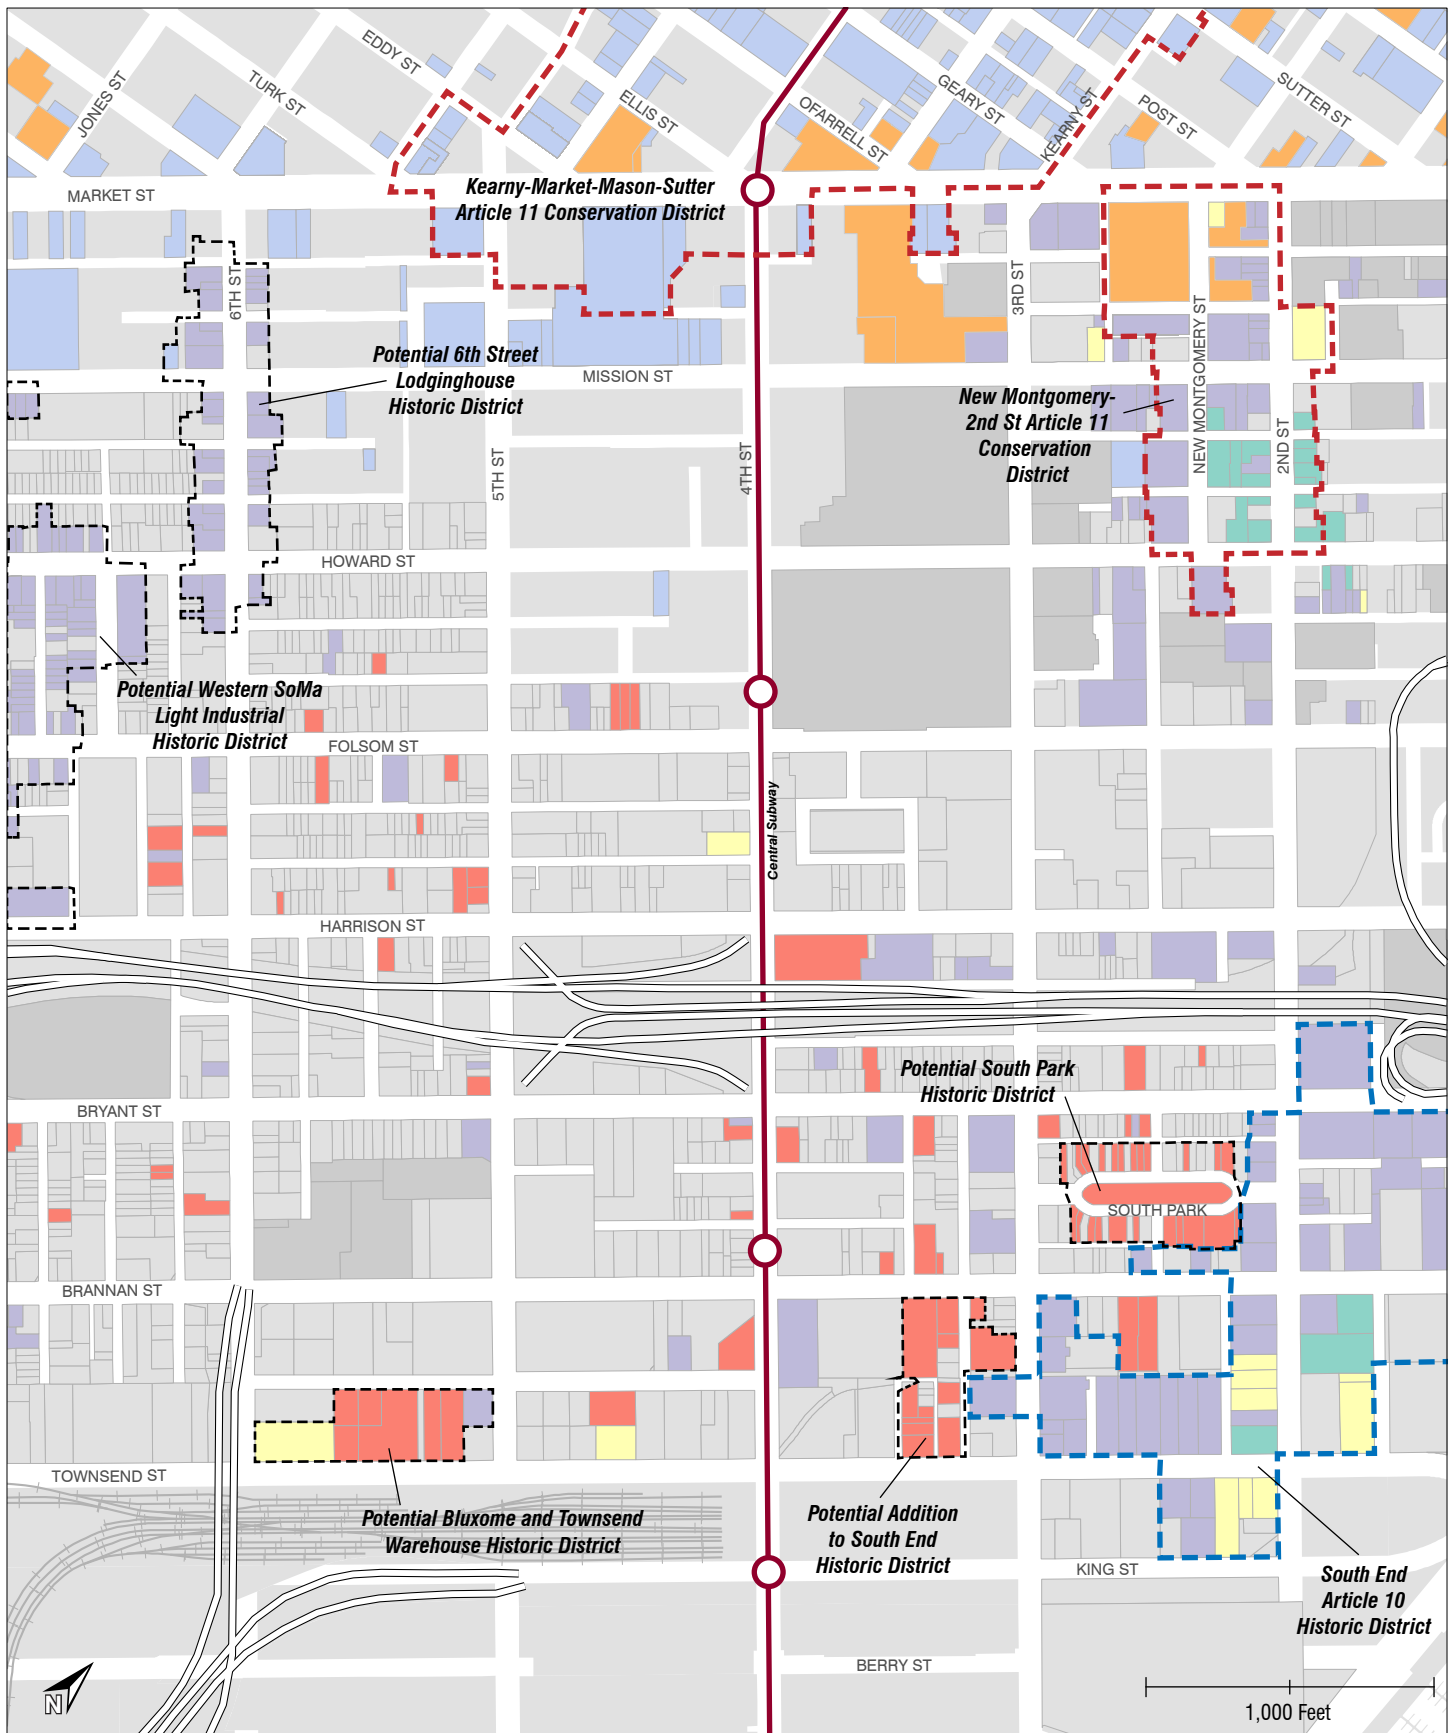 EDDY ST
JONES ST
TURK ST
ELLIS ST
OFARRELL ST
GEARY ST
KEARNY ST
POST ST
SUTTER ST
MARKET ST
Kearny-Market-Mason-Sutter
Article 11 Conservation District
6TH ST
3RD ST
Potential 6th Street
Lodginghouse
Historic District
MISSION ST
NEW MONTGOMERY ST
New Montgomery-
2nd St Article 11
Conservation
District
5TH ST
4TH ST
2ND ST
HOWARD ST
Potential Western SoMa
Light Industrial
Historic District
FOLSOM ST
Central Subway
HARRISON ST
Potential South Park
Historic District
BRYANT ST
SOUTH PARK
BRANNAN ST
TOWNSEND ST
Potential Bluxome and Townsend
Warehouse Historic District
Potential Addition
to South End
Historic District
KING ST
South End
Article 10
Historic District
BERRY ST
N
1,000 Feet